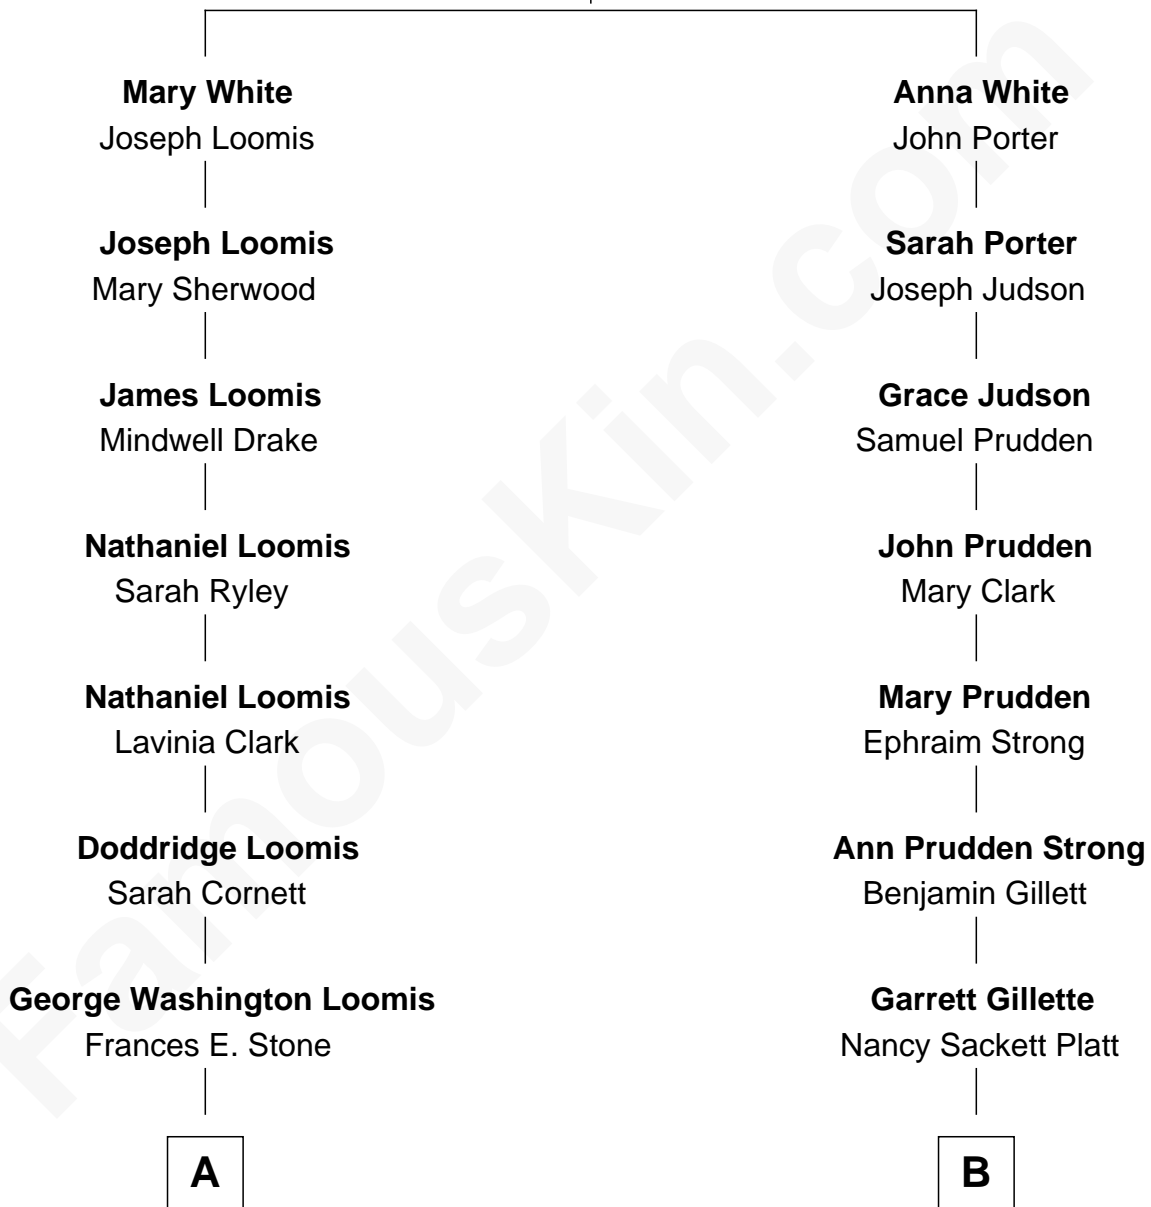 Mary White
Joseph Loomis
Joseph Loomis
Mary Sherwood
James Loomis
Mindwell Drake
Nathaniel Loomis
Sarah Ryley
Nathaniel Loomis
Lavinia Clark
Doddridge Loomis
Sarah Cornett
George Washington Loomis
Frances E. Stone
A
Anna White
John Porter
Sarah Porter
Joseph Judson
Grace Judson
Samuel Prudden
John Prudden
Mary Clark
Mary Prudden
Ephraim Strong
Ann Prudden Strong
Benjamin Gillett
Garrett Gillette
Nancy Sackett Platt
B
FamousKin.com